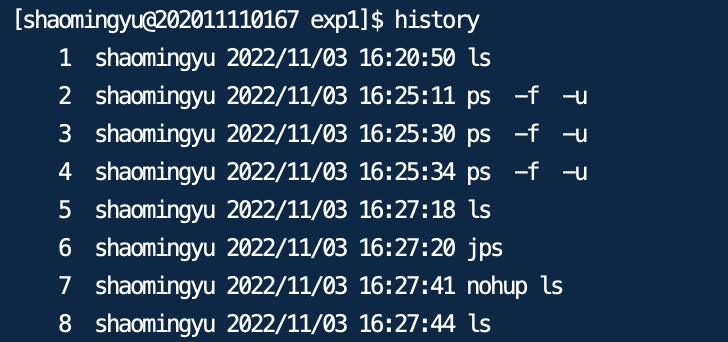 [shaomingyu@202011110167 exp1]$ history
1 shaomingyu 2022/11/03 16:20:50 ls
2 shaomingyu 2022/11/03 16:25:11 ps -f -u
3 shaomingyu 2022/11/03 16:25:30 ps -f -u
4 shaomingyu 2022/11/03 16:25:34 ps -f -u
5 shaomingyu 2022/11/03 16:27:18 ls
6 shaomingyu 2022/11/03 16:27:20 jps
7 shaomingyu 2022/11/03 16:27:41 nohup ls
8 shaomingyu 2022/11/03 16:27:44 ls